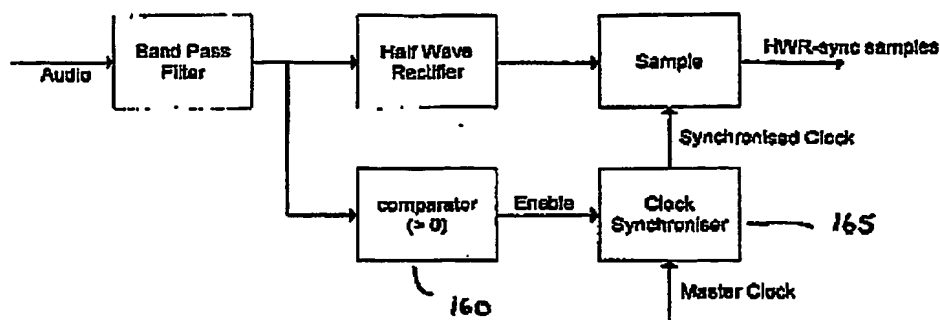 Audio
Band Pass
Filter
Half Wave
Rectifier
Sample
HWR-sync samples
Synchronised Clock
comparator
(> 0)
Enable
Clock
Synchroniser
165
160
Master Clock